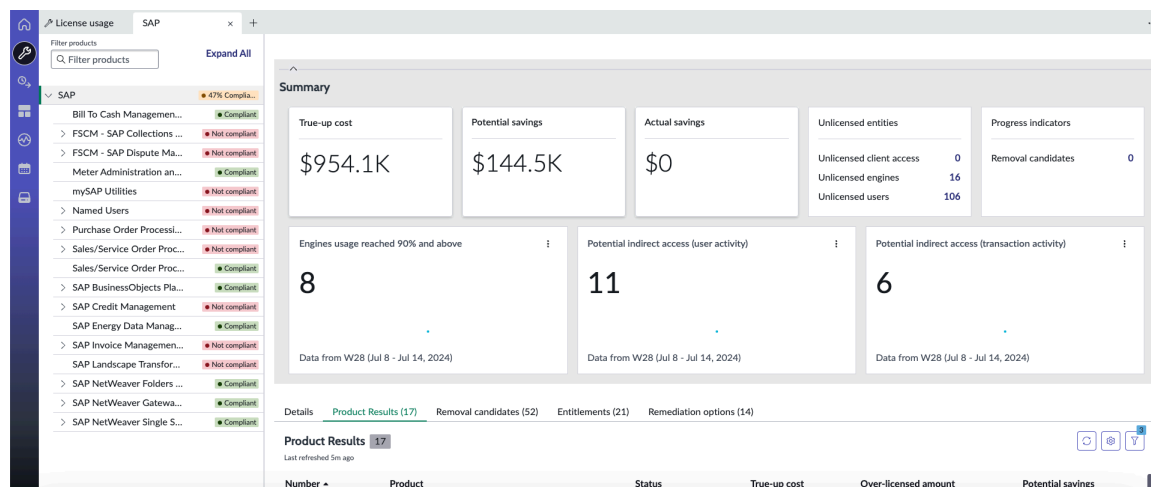 License usage
SAP
×
+
Filter products
Filter products
Expand All
SAP
47% Complia...
Bill To Cash Managemen...
Compliant
FSCM - SAP Collections ...
Not compliant
FSCM - SAP Dispute Ma...
Not compliant
Meter Administration an...
Compliant
mySAP Utilities
Not compliant
Named Users
Not compliant
Purchase Order Processi...
Not compliant
Sales/Service Order Proc...
Not compliant
Sales/Service Order Proc...
Compliant
SAP BusinessObjects Pla...
Compliant
SAP Credit Management
Not compliant
SAP Energy Data Manag...
Compliant
SAP Invoice Managemen...
Not compliant
SAP Landscape Transfor...
Not compliant
SAP NetWeaver Folders ...
Compliant
SAP NetWeaver Gatewa...
Compliant
SAP NetWeaver Single S...
Compliant
Summary
True-up cost
$954.1K
Potential savings
$144.5K
Actual savings
$0
Unlicensed entities
Unlicensed client access 0
Unlicensed engines 16
Unlicensed users 106
Progress indicators
Removal candidates 0
Engines usage reached 90% and above
8
Data from W28 (Jul 8 - Jul 14, 2024)
Potential indirect access (user activity)
11
Data from W28 (Jul 8 - Jul 14, 2024)
Potential indirect access (transaction activity)
6
Data from W28 (Jul 8 - Jul 14, 2024)
Details Product Results (17) Removal candidates (52) Entitlements (21) Remediation options (14)
Product Results 17
3
Last refreshed 5m ago
Number Product Status True-up cost Over-licensed amount Potential savings